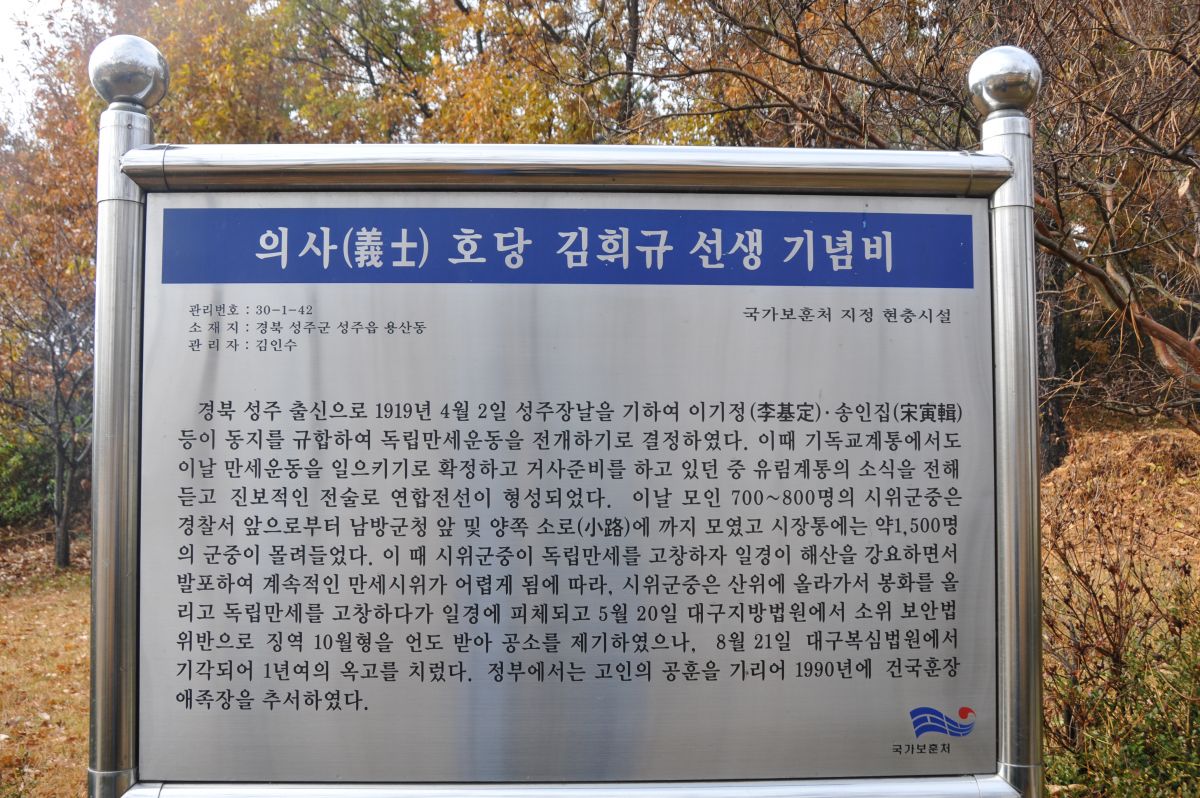 의사(義士) 호당 김희규 선생 기념비
관리번호 : 30-1-42
소 재 지 : 경북 성주군 성주읍 용산동
관 리 자 : 김인수
국가보훈처 지정 현충시설
경북 성주 출신으로 1919년 4월 2일 성주장날을 기하여 이기정(李基定)·송인집(宋寅輯)
등이 동지를 규합하여 독립만세운동을 전개하기로 결정하였다. 이때 기독교계통에서도
이날 만세운동을 일으키기로 확정하고 거사준비를 하고 있던 중 유림계통의 소식을 전해
듣고 진보적인 전술로 연합전선이 형성되었다. 이날 모인 700~800명의 시위군중은
경찰서 앞으로부터 남방군청 앞 및 양쪽 소로(小路)에 까지 모였고 시장통에는 약1,500명
의 군중이 몰려들었다. 이 때 시위군중이 독립만세를 고창하자 일경이 해산을 강요하면서
발포하여 계속적인 만세시위가 어렵게 됨에 따라, 시위군중은 산위에 올라가서 봉화를 올
리고 독립만세를 고창하다가 일경에 피체되고 5월 20일 대구지방법원에서 소위 보안법
위반으로 징역 10월형을 언도 받아 공소를 제기하였으나, 8월 21일 대구복심법원에서
기각되어 1년여의 옥고를 치렀다. 정부에서는 고인의 공훈을 기리어 1990년에 건국훈장
애족장을 추서하였다.
국가보훈처